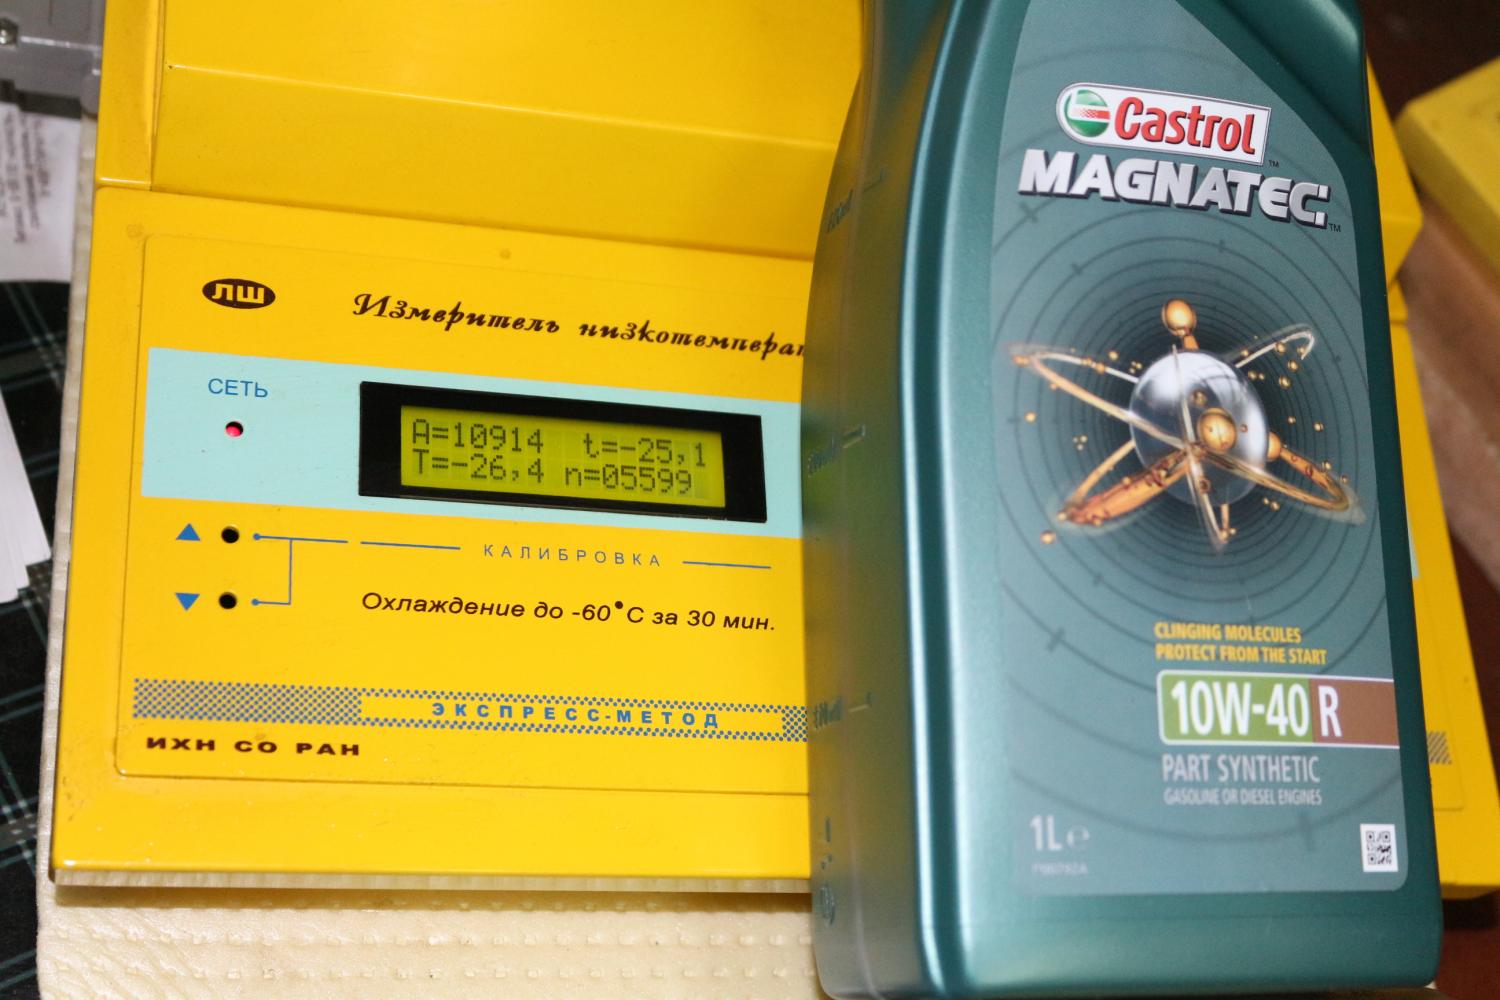 ЛШ
Измеритель низкотемпера
СЕТЬ
A=10914 t=-25,1
T=-26,4 n=05599
КАЛИБРОВКА
Охлаждение до -60°С за 30 мин.
ЭКСПРЕСС-МЕТОД
ИХН СО РАН
Castrol TM
MAGNATEC TM
CLINGING MOLECULES
PROTECT FROM THE START
10W-40 R
PART SYNTHETIC
GASOLINE OR DIESEL ENGINES
1L e